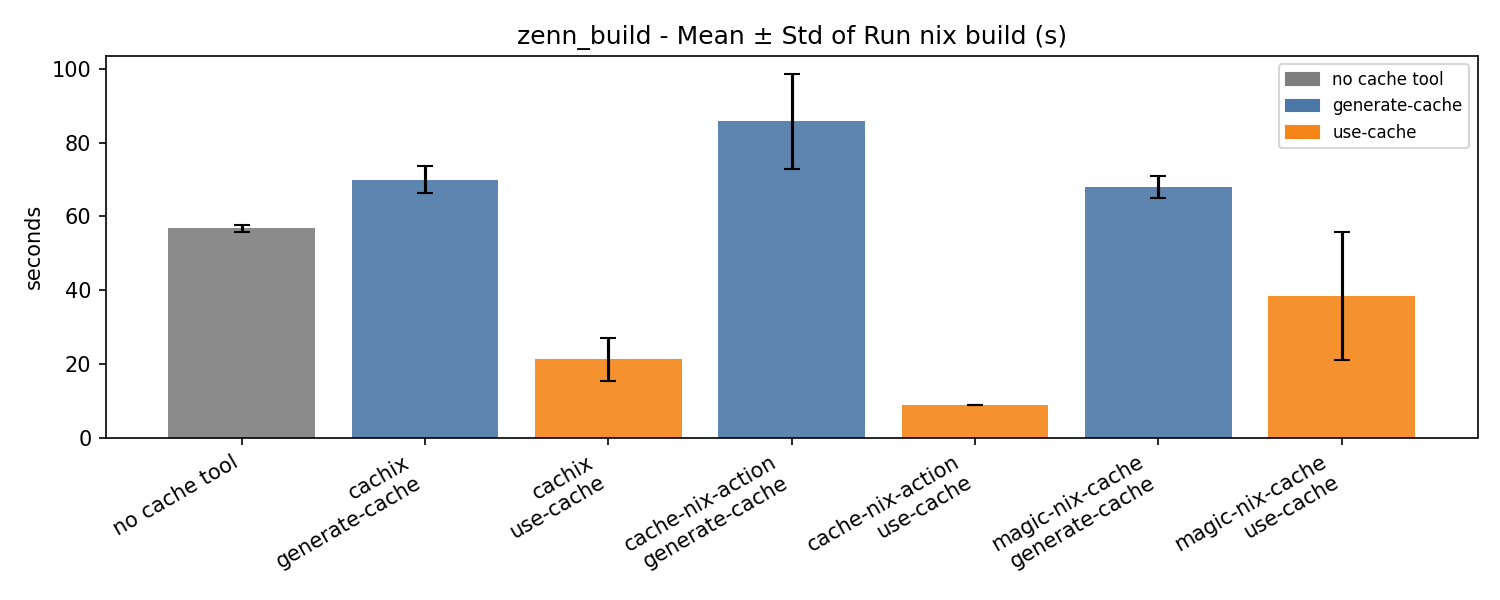 zenn_build - Mean ± Std of Run nix build (s)
100
80
60
40
20
0
seconds
no cache tool
generate-cache
use-cache
no cache tool
cachix
generate-cache
cachix
use-cache
cache-nix-action
generate-cache
cache-nix-action
use-cache
magic-nix-cache
generate-cache
magic-nix-cache
use-cache